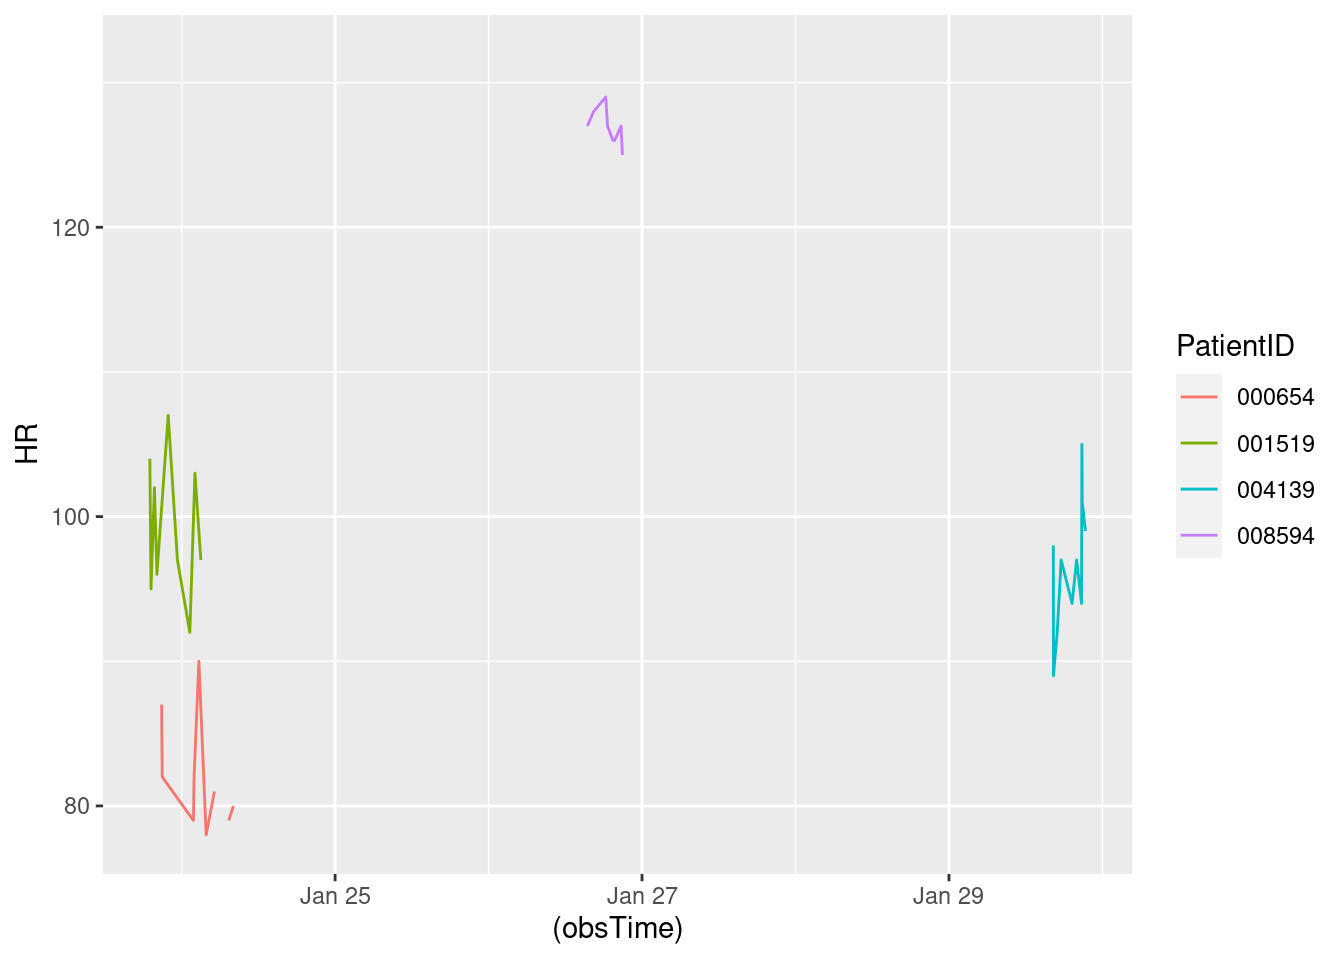 HR
120
100
80
Jan 25
Jan 27
Jan 29
(obsTime)
PatientID
000654
001519
004139
008594